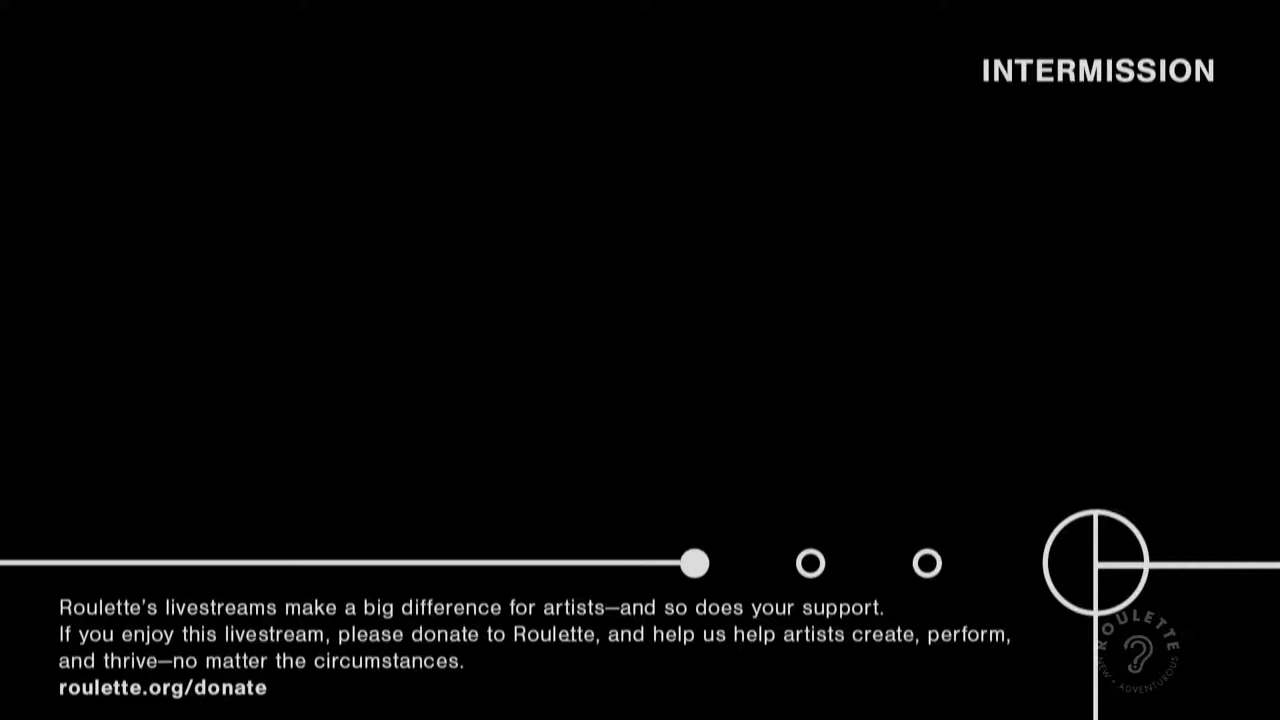 INTERMISSION
Roulette’s livestreams make a big difference for artists—and so does your support.
If you enjoy this livestream, please donate to Roulette, and help us help artists create, perform,
and thrive—no matter the circumstances.
roulette.org/donate
ROULETTE
NEW + ADVENTUROUS